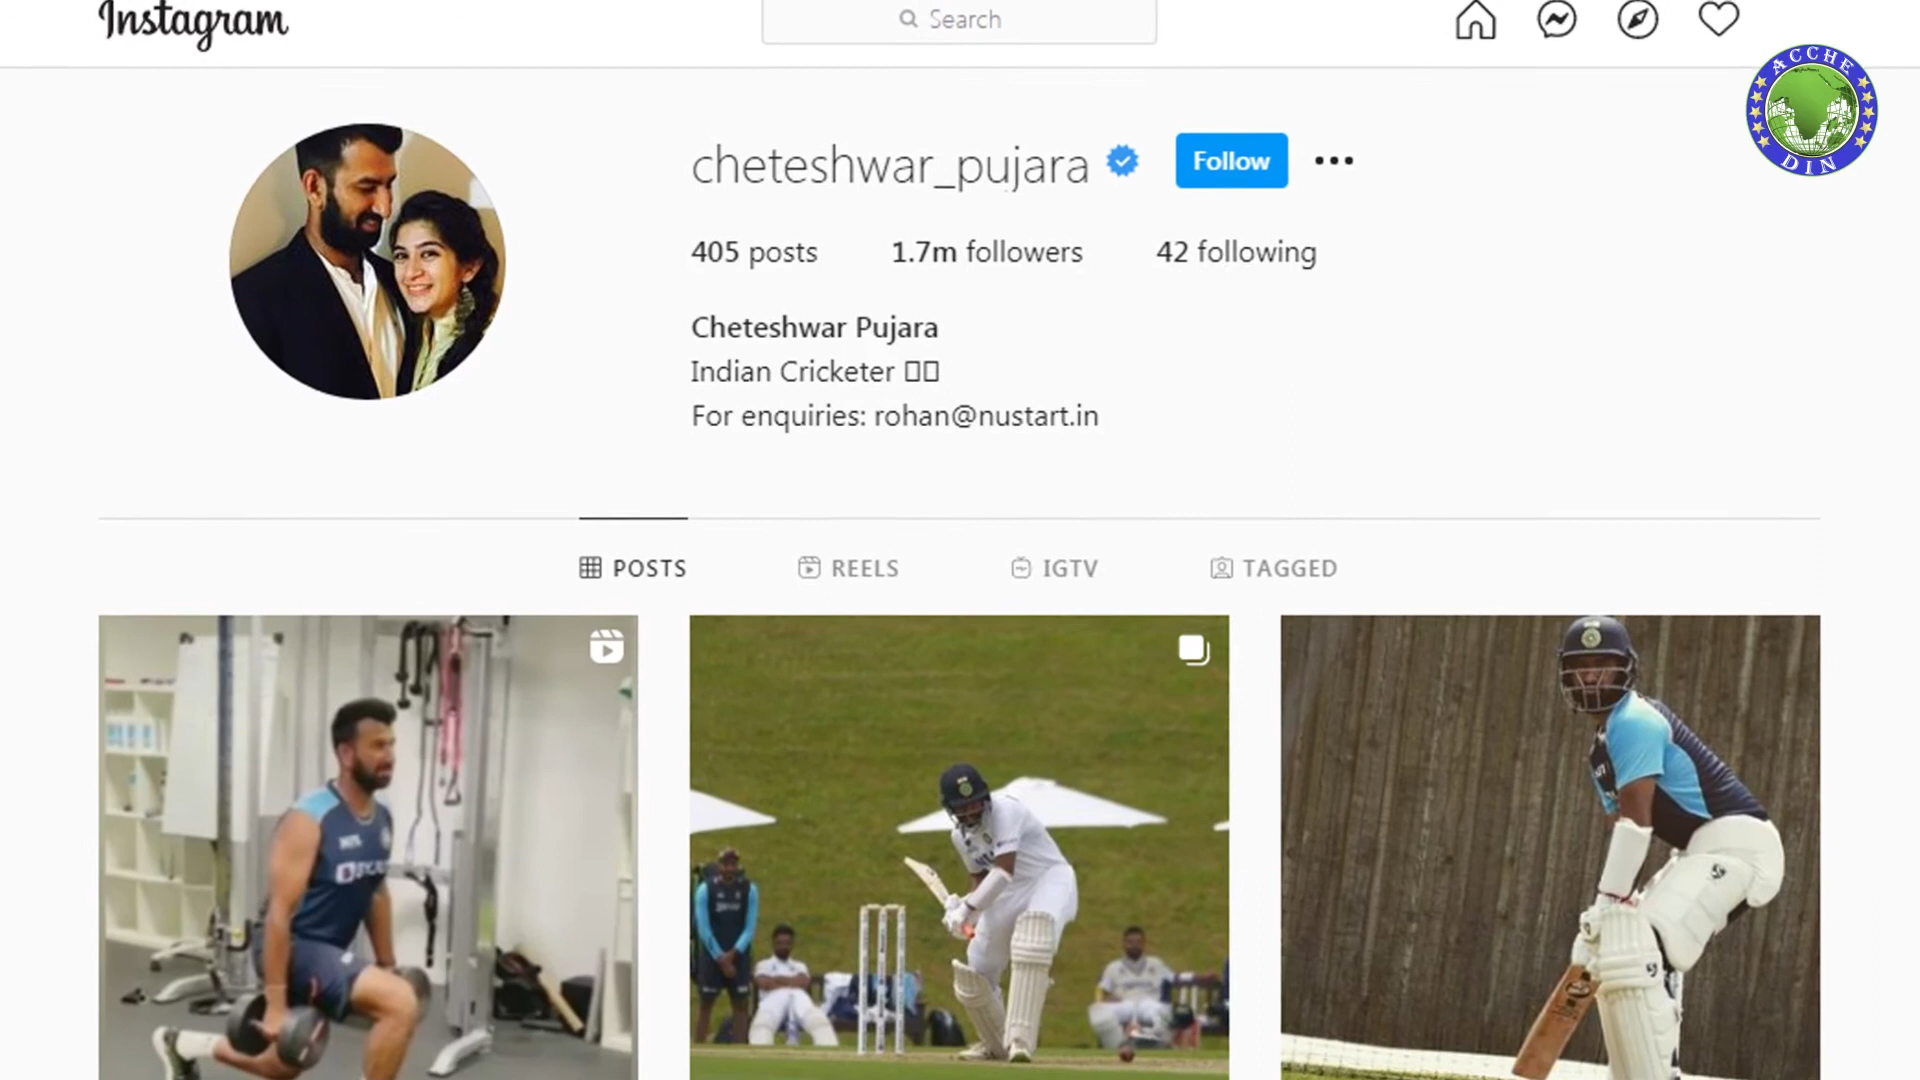 Instagram
Search
ACCHE
DIN
cheteshwar_pujara
Follow
405 posts
1.7m followers
42 following
Cheteshwar Pujara
Indian Cricketer
For enquiries: rohan@nustart.in
POSTS
REELS
IGTV
TAGGED